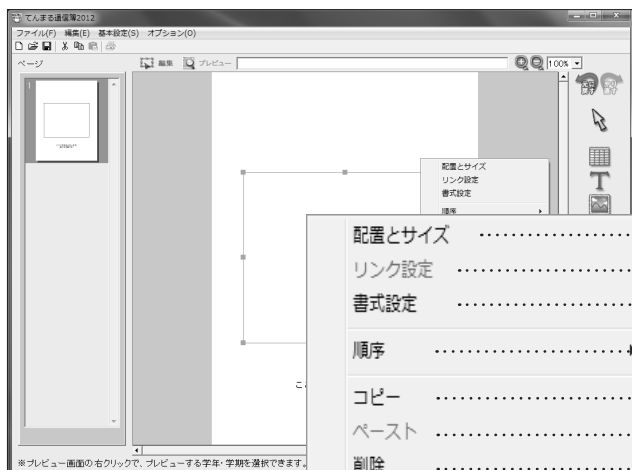 てんまる通信簿2012
ファイル(F) 編集(E) 基本設定(S) オプション(O)
ページ
編集 プレビュー 100%
1
配置とサイズ
リンク設定
書式設定
順序
配置とサイズ
リンク設定
書式設定
順序
コピー
ペースト
削除
T
※プレビュー画面の右クリックで、プレビューする学年・学期を選択できます。